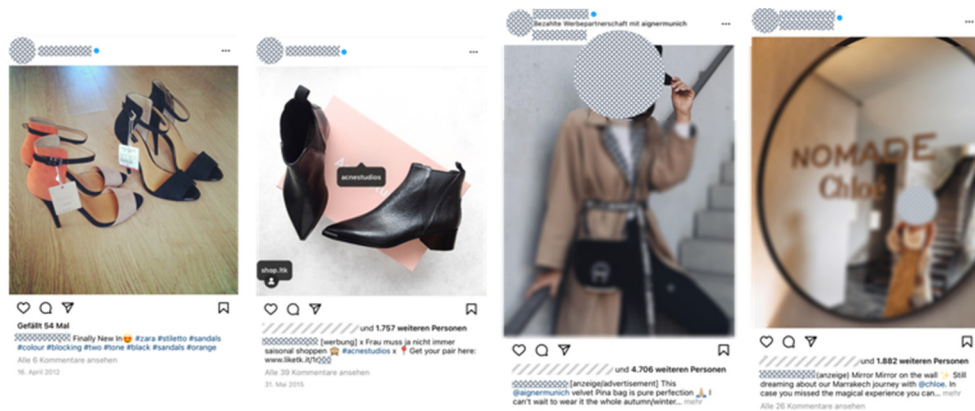 Gefällt 54 Mal
Finally New In😍 #zara #stiletto #sandals
#colour #blocking #two #tone #black #sandals #orange
Alle 6 Kommentare ansehen
16. April 2012
acnestudios
shop.ltk
und 1.757 weiteren Personen
[werbung] x Frau muss ja nicht immer
saisonal shoppen 🙈 #acnestudios x 📍Get your pair here:
www.liketk.it/1
Alle 39 Kommentare ansehen
31. Mai 2015
Bezahlte Werbepartnerschaft mit aignermunich
und 4.706 weiteren Personen
[anzeige/advertisement] This
@aignermunich velvet Pina bag is pure perfection 🙏🏼 I
can't wait to wear it the whole autumn/winter... mehr
NOMADE
Chloé
und 1.882 weiteren Personen
(anzeige) Mirror Mirror on the wall ✨ Still
dreaming about our Marrakech journey with @chloe. In
case you missed the magical experience you can... mehr
Alle 26 Kommentare ansehen